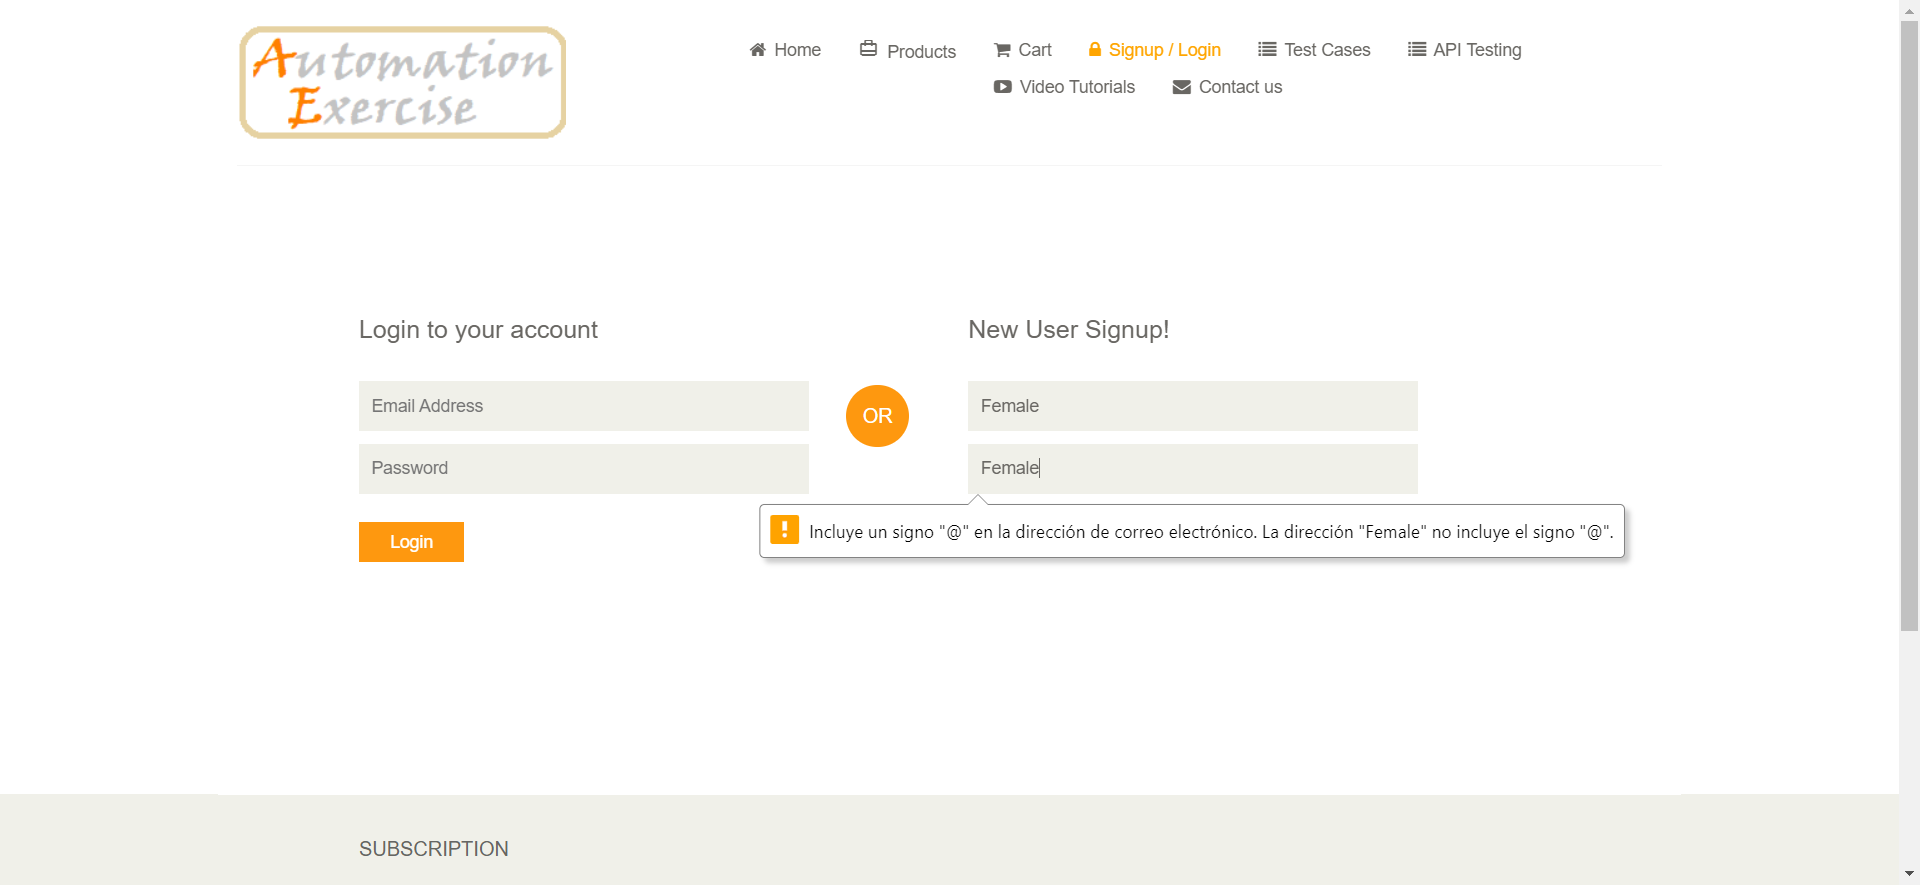 Automation
Exercise
Home
Products
Cart
Signup / Login
Test Cases
API Testing
Video Tutorials
Contact us
Login to your account
Email Address
Password
Login
OR
New User Signup!
Female
Female
Incluye un signo "@" en la dirección de correo electrónico. La dirección "Female" no incluye el signo "@".
SUBSCRIPTION